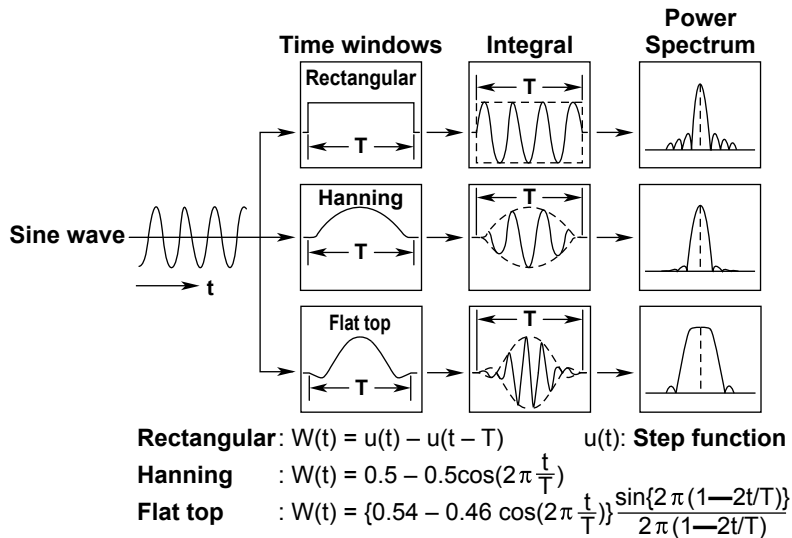 Time windows
Integral
Power
Spectrum
Rectangular
T
T
Sine wave
t
Hanning
T
T
Flat top
T
T
Rectangular : W(t) = u(t) – u(t – T) u(t): Step function
Hanning : W(t) = 0.5 – 0.5cos(2π t/T)
Flat top : W(t) = {0.54 – 0.46 cos(2π t/T)} sin{2π(1—2t/T)} / 2π(1—2t/T)